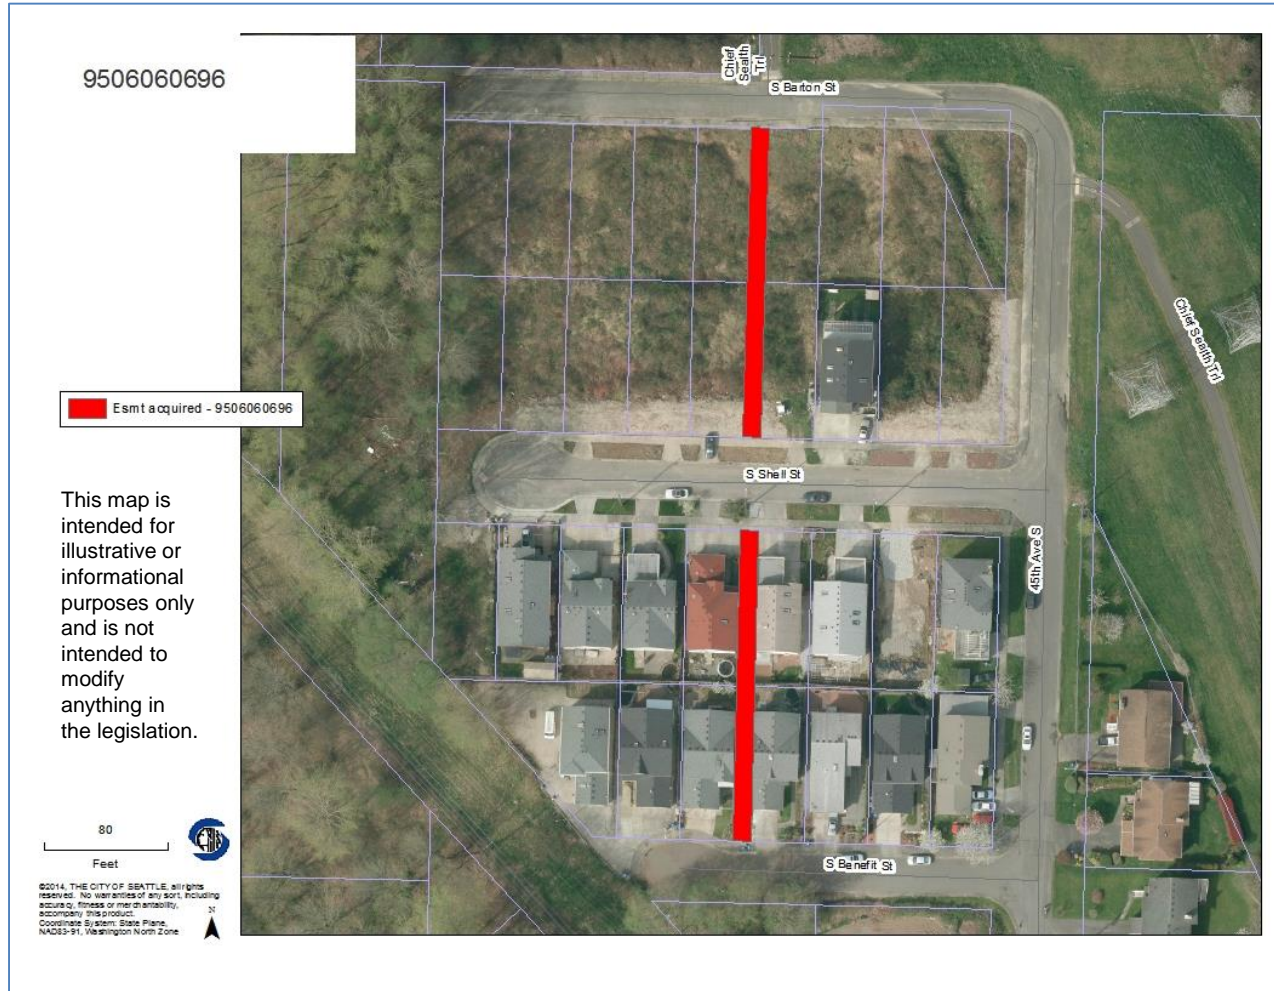 9506060696
Chief
Sealth
Trl
S Barton St
Chief Sealth Trl
Esmt acquired - 9506060696
S Shell St
45th Ave S
This map is
intended for
illustrative or
informational
purposes only
and is not
intended to
modify
anything in
the legislation.
S Benefit St
80
Feet
©2014, THE CITY OF SEATTLE, all rights
reserved. No warranties of any sort, including
accuracy, fitness or merchantability,
accompany this product.
Coordinate System: State Plane,
NAD83-91, Washington North Zone
N